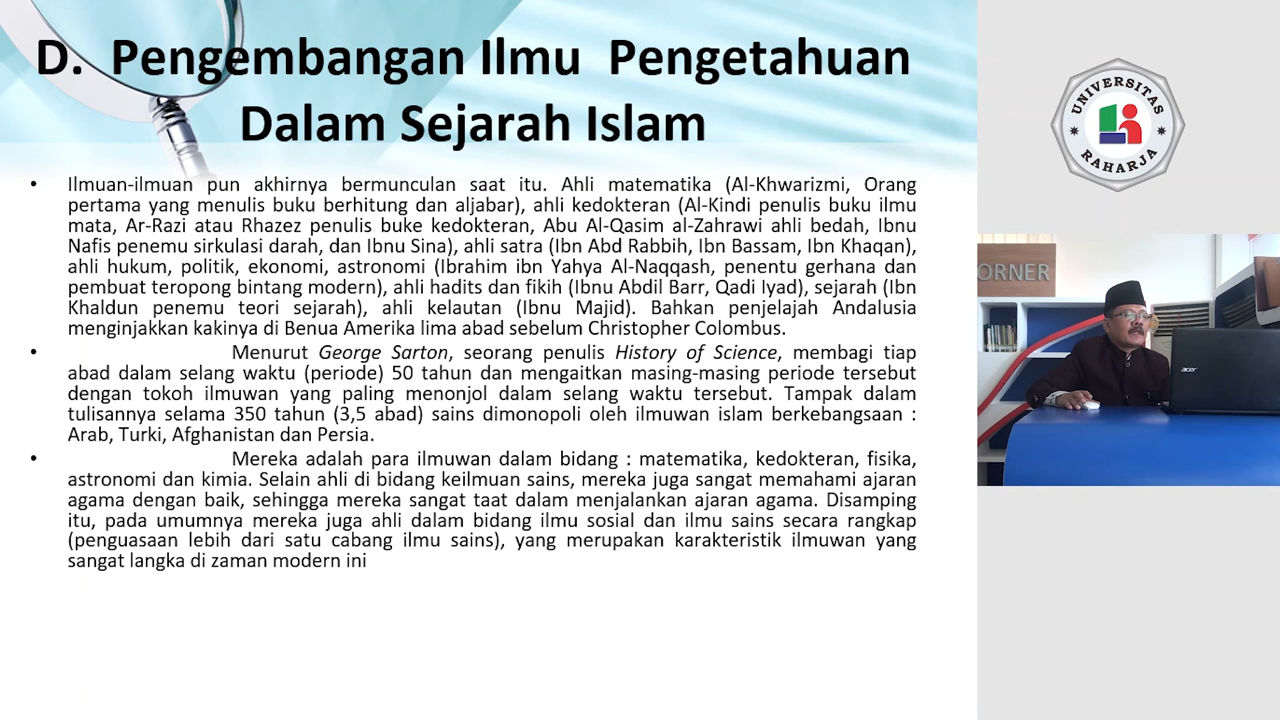 D. Pengembangan Ilmu Pengetahuan
Dalam Sejarah Islam
• Ilmuan-ilmuan pun akhirnya bermunculan saat itu. Ahli matematika (Al-Khwarizmi, Orang
pertama yang menulis buku berhitung dan aljabar), ahli kedokteran (Al-Kindi penulis buku ilmu
mata, Ar-Razi atau Rhazez penulis buke kedokteran, Abu Al-Qasim al-Zahrawi ahli bedah, Ibnu
Nafis penemu sirkulasi darah, dan Ibnu Sina), ahli satra (Ibn Abd Rabbih, Ibn Bassam, Ibn Khaqan),
ahli hukum, politik, ekonomi, astronomi (Ibrahim ibn Yahya Al-Naqqash, penentu gerhana dan
pembuat teropong bintang modern), ahli hadits dan fikih (Ibnu Abdil Barr, Qadi Iyad), sejarah (Ibn
Khaldun penemu teori sejarah), ahli kelautan (Ibnu Majid). Bahkan penjelajah Andalusia
menginjakkan kakinya di Benua Amerika lima abad sebelum Christopher Colombus.
• Menurut George Sarton, seorang penulis History of Science, membagi tiap
abad dalam selang waktu (periode) 50 tahun dan mengaitkan masing-masing periode tersebut
dengan tokoh ilmuwan yang paling menonjol dalam selang waktu tersebut. Tampak dalam
tulisannya selama 350 tahun (3,5 abad) sains dimonopoli oleh ilmuwan islam berkebangsaan :
Arab, Turki, Afghanistan dan Persia.
• Mereka adalah para ilmuwan dalam bidang : matematika, kedokteran, fisika,
astronomi dan kimia. Selain ahli di bidang keilmuan sains, mereka juga sangat memahami ajaran
agama dengan baik, sehingga mereka sangat taat dalam menjalankan ajaran agama. Disamping
itu, pada umumnya mereka juga ahli dalam bidang ilmu sosial dan ilmu sains secara rangkap
(penguasaan lebih dari satu cabang ilmu sains), yang merupakan karakteristik ilmuwan yang
sangat langka di zaman modern ini
UNIVERSITAS
RAHARJA
ORNER
acer